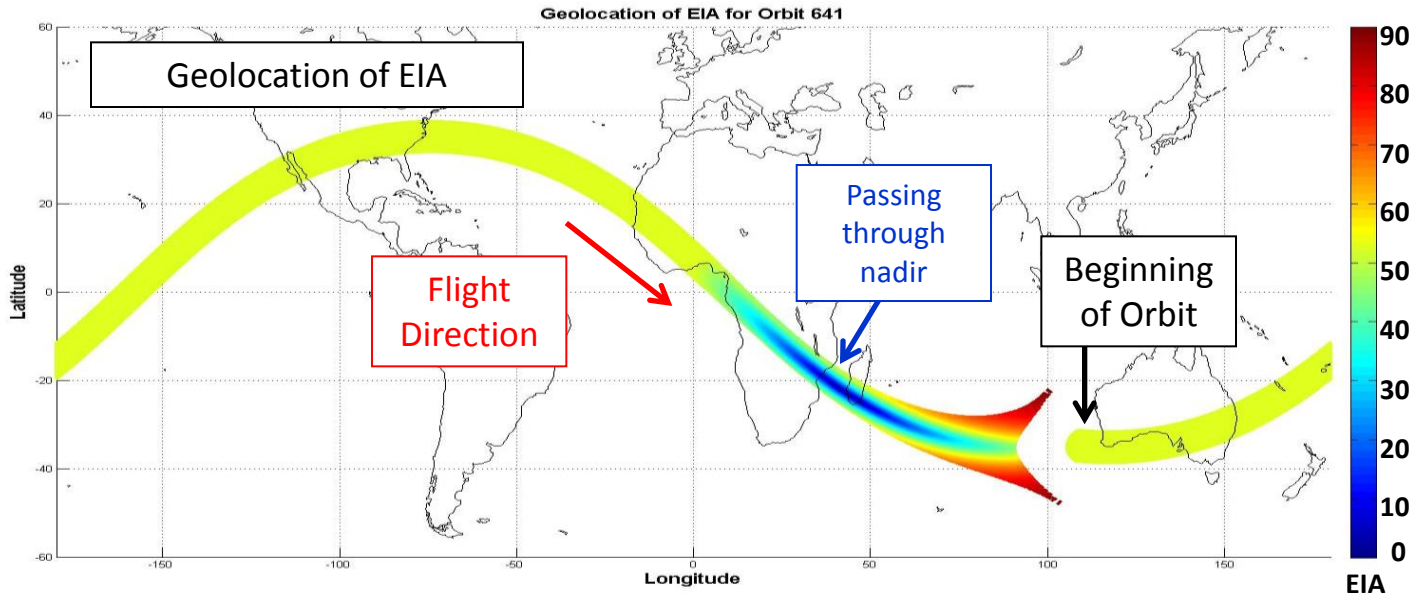 Geolocation of EIA for Orbit 641
Geolocation of EIA
Passing
through
nadir
Beginning
of Orbit
Flight
Direction
Latitude
60
40
20
0
-20
-40
-60
-150
-100
-50
0
50
100
150
Longitude
90
80
70
60
50
40
30
20
10
0
EIA